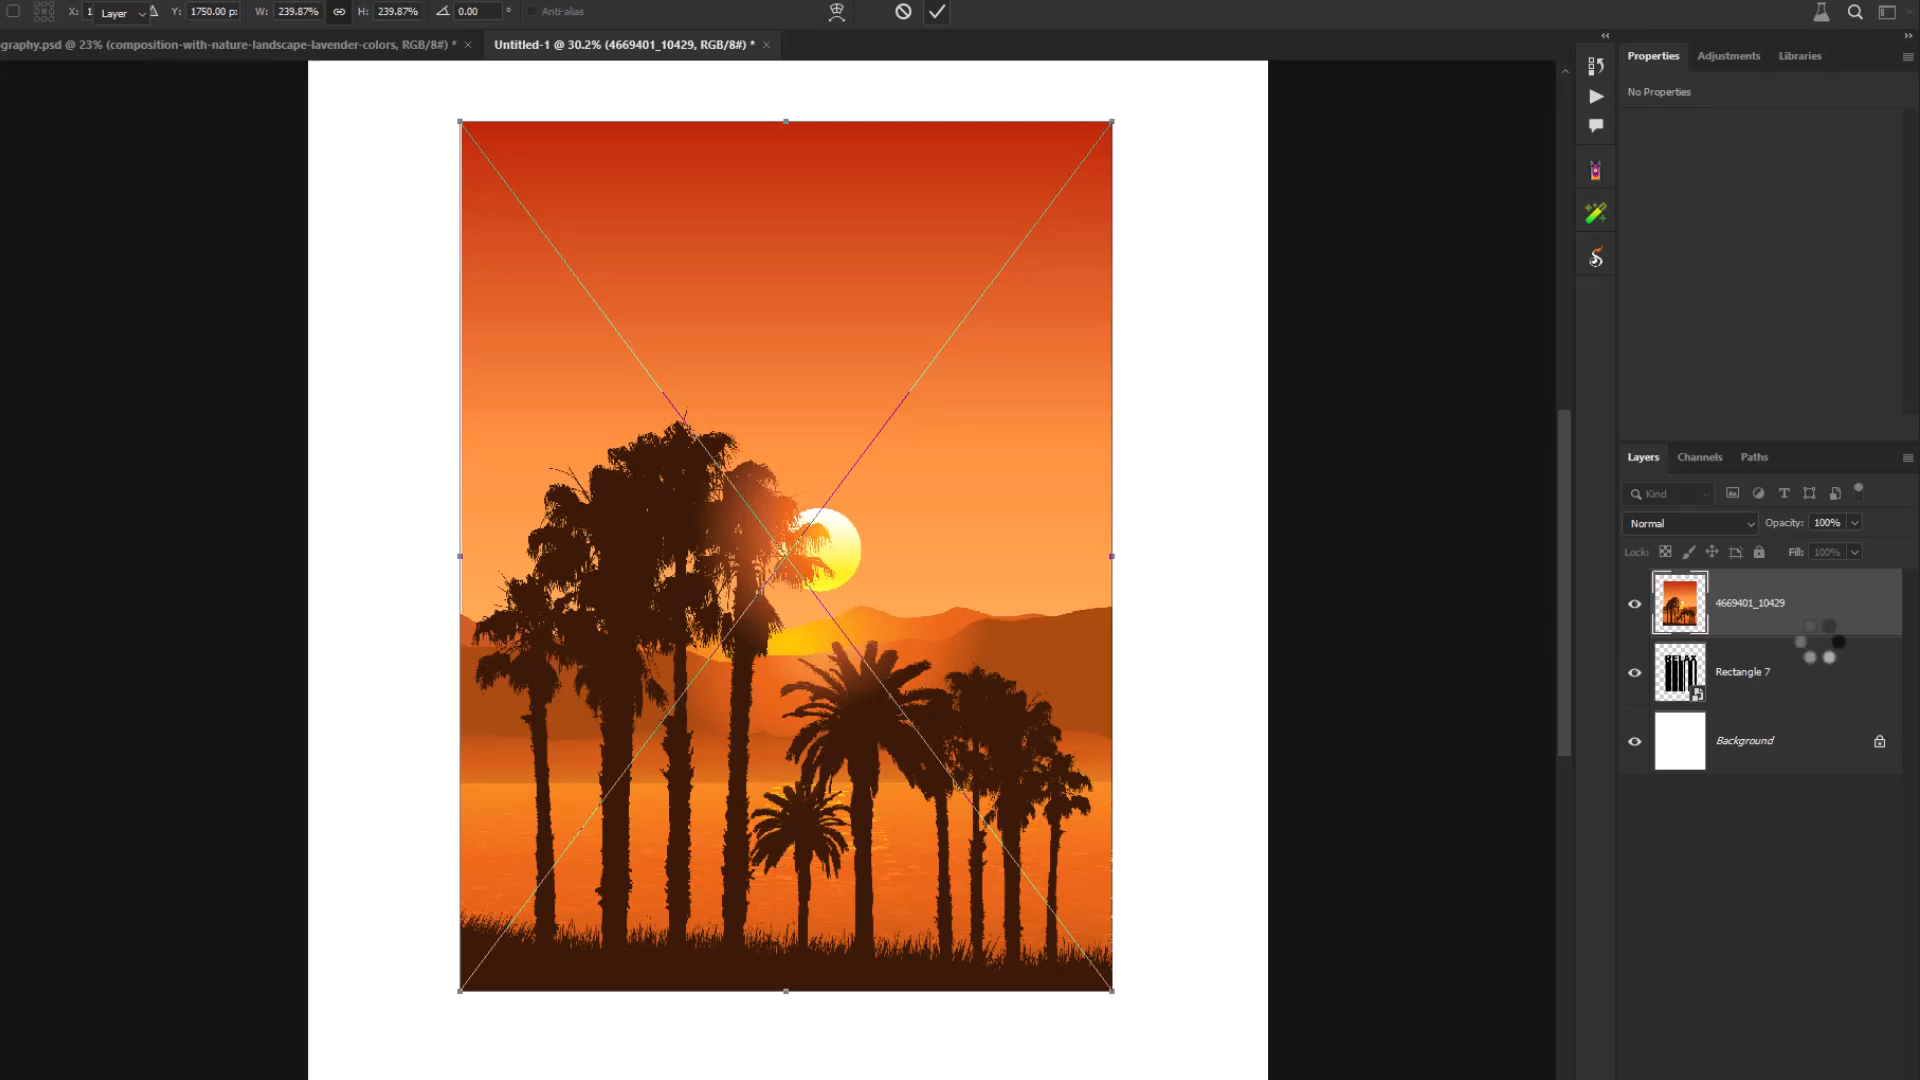 X: 1 Layer Y: 1750.00 p: W: 239.87% H: 239.87% 0.00 ° Anti-alias
graphy.psd @ 23% (composition-with-nature-landscape-lavender-colors, RGB/8#) * × Untitled-1 @ 30.2% (4669401_10429, RGB/8#) * ×
Properties Adjustments Libraries
No Properties
Layers Channels Paths
Kind
Normal Opacity: 100%
Lock: Fill: 100%
4669401_10429
RELAX
Rectangle 7
Background